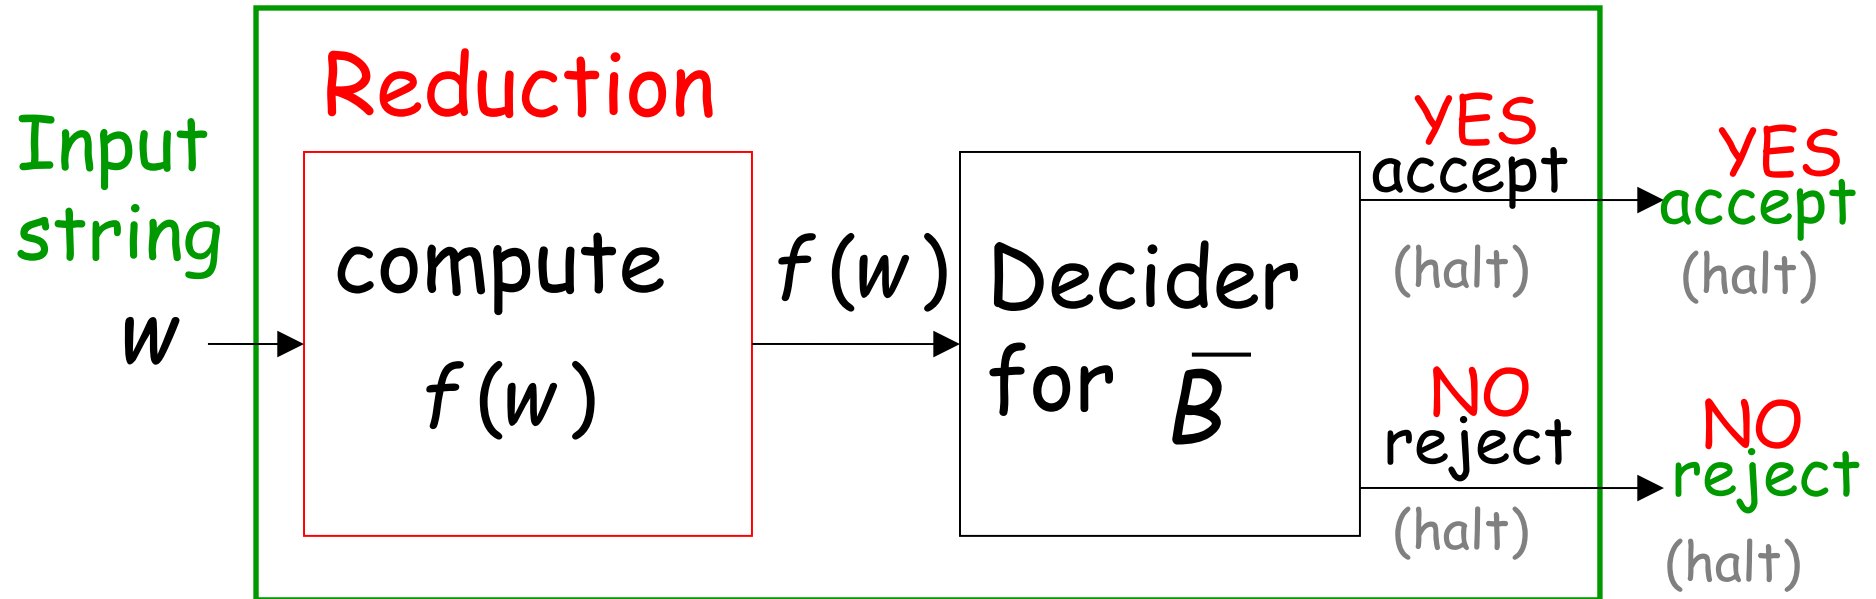 Reduction
Input
string
w
compute
f(w)
f(w)
Decider
for B̅
YES
accept
(halt)
NO
reject
(halt)
YES
accept
(halt)
NO
reject
(halt)